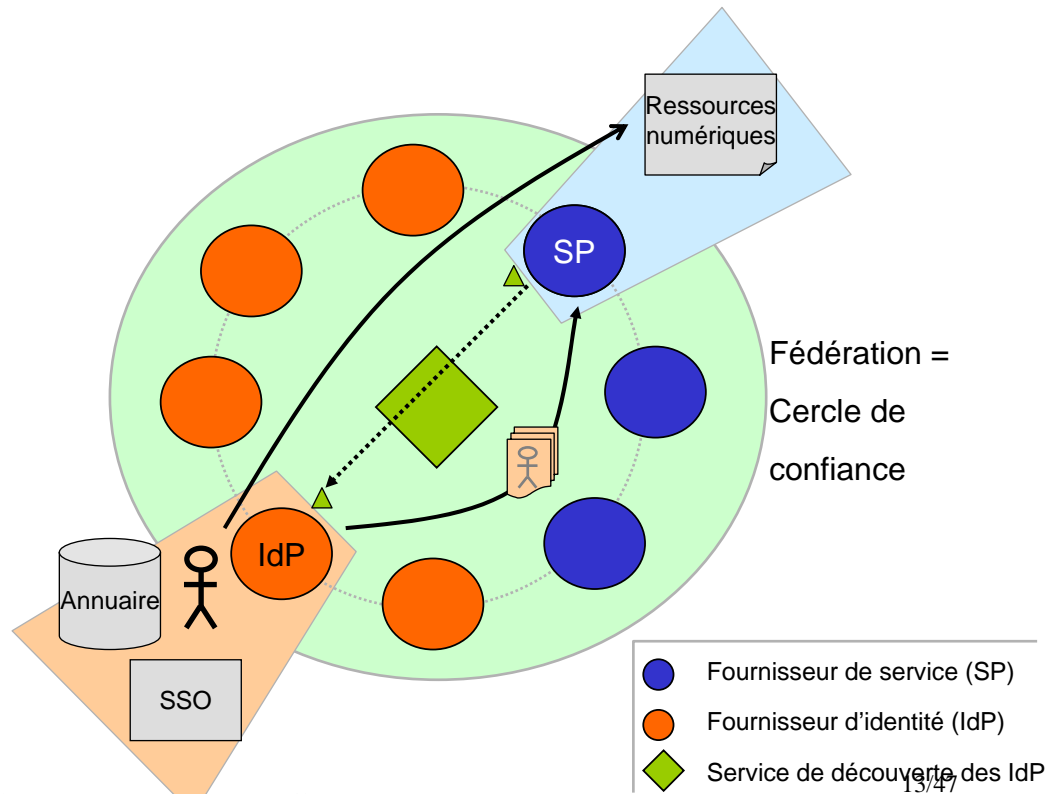 Ressources
numériques
SP
Fédération =
Cercle de
confiance
IdP
Annuaire
SSO
Fournisseur de service (SP)
Fournisseur d’identité (IdP)
Service de découverte des IdP
13/47